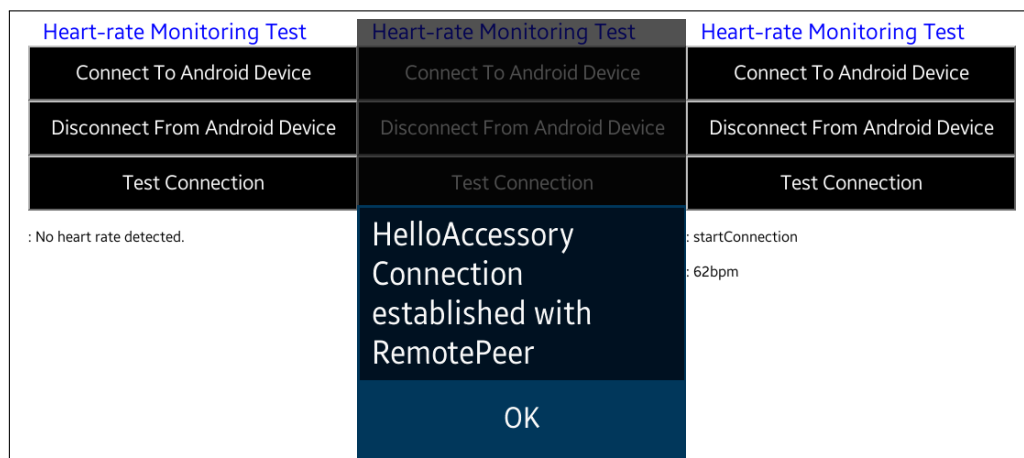 Heart-rate Monitoring Test
Connect To Android Device
Disconnect From Android Device
Test Connection
: No heart rate detected.
Heart-rate Monitoring Test
Connect To Android Device
Disconnect From Android Device
Test Connection
HelloAccessory
Connection
established with
RemotePeer
OK
Heart-rate Monitoring Test
Connect To Android Device
Disconnect From Android Device
Test Connection
: startConnection
: 62bpm